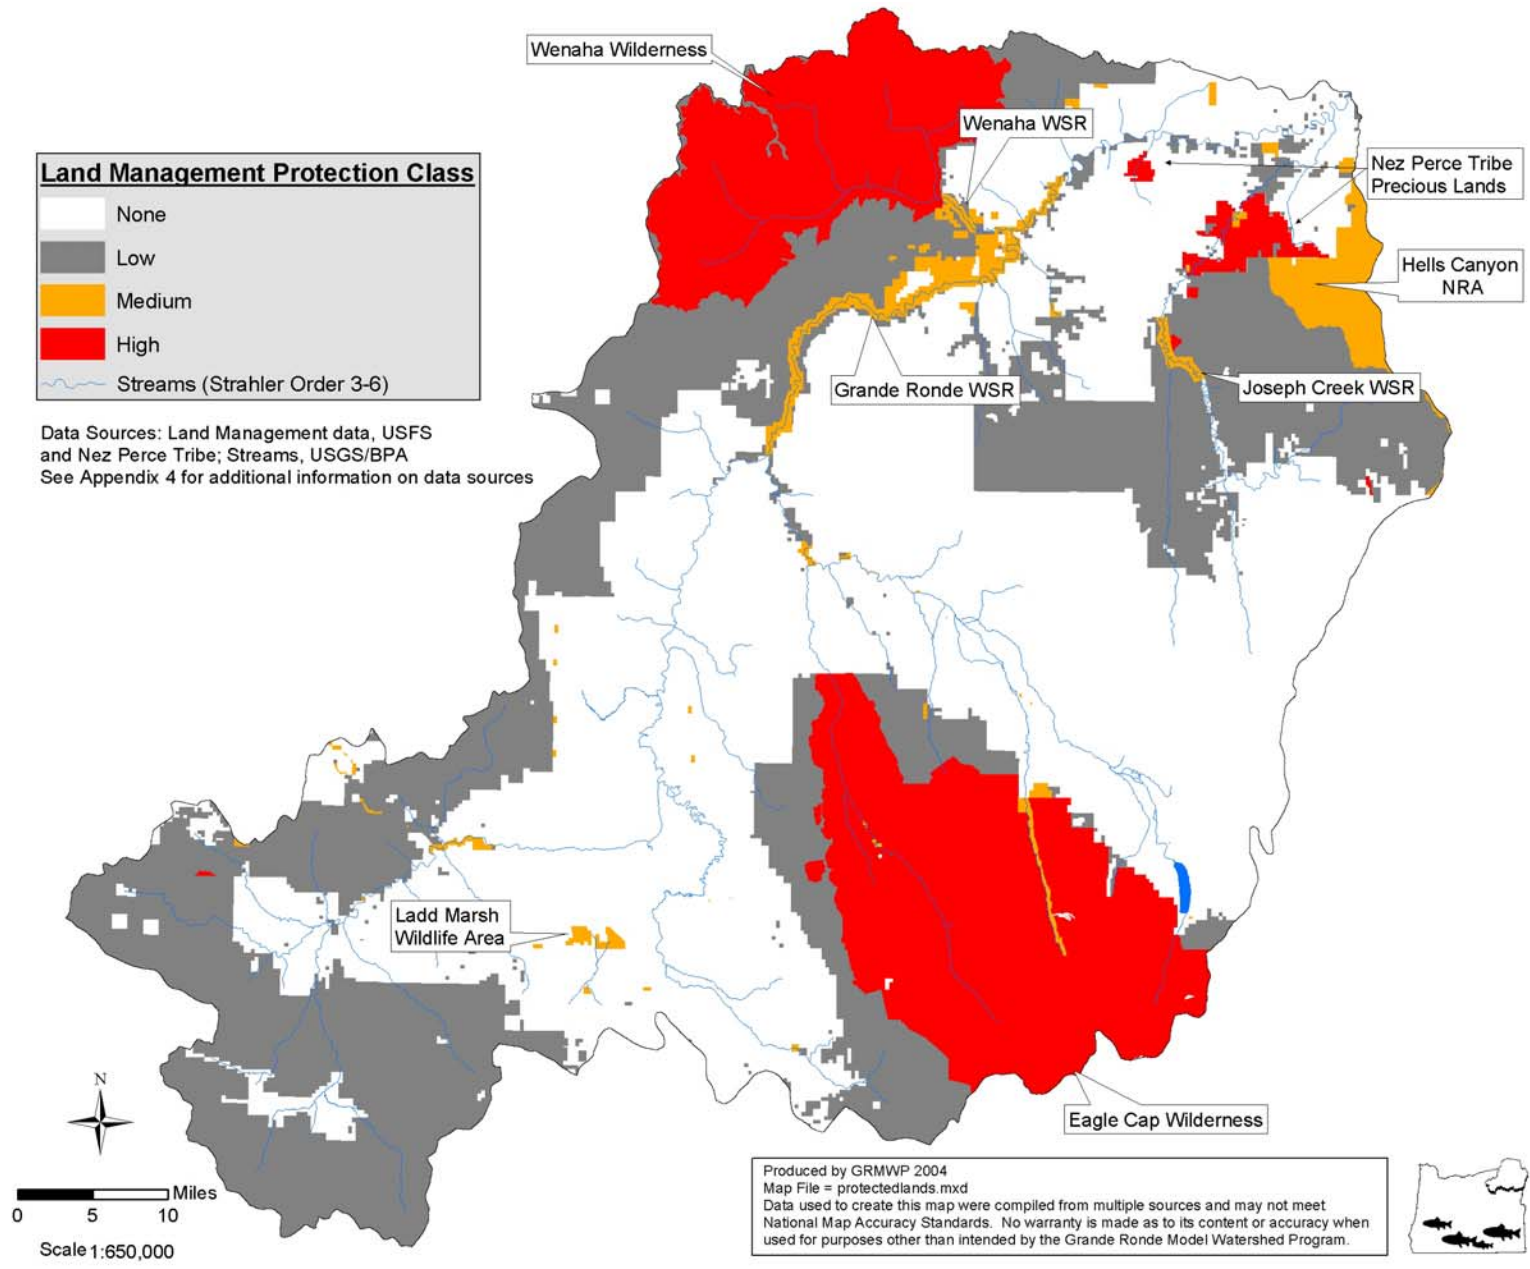 Wenaha Wilderness
Wenaha WSR
Nez Perce Tribe
Precious Lands
Hells Canyon
NRA
Land Management Protection Class
None
Low
Medium
High
Streams (Strahler Order 3-6)
Grande Ronde WSR
Joseph Creek WSR
Data Sources: Land Management data, USFS
and Nez Perce Tribe; Streams, USGS/BPA
See Appendix 4 for additional information on data sources
Ladd Marsh
Wildlife Area
Eagle Cap Wilderness
N
Miles
0 5 10
Scale 1:650,000
Produced by GRMWP 2004
Map File = protectedlands.mxd
Data used to create this map were compiled from multiple sources and may not meet
National Map Accuracy Standards. No warranty is made as to its content or accuracy when
used for purposes other than intended by the Grande Ronde Model Watershed Program.